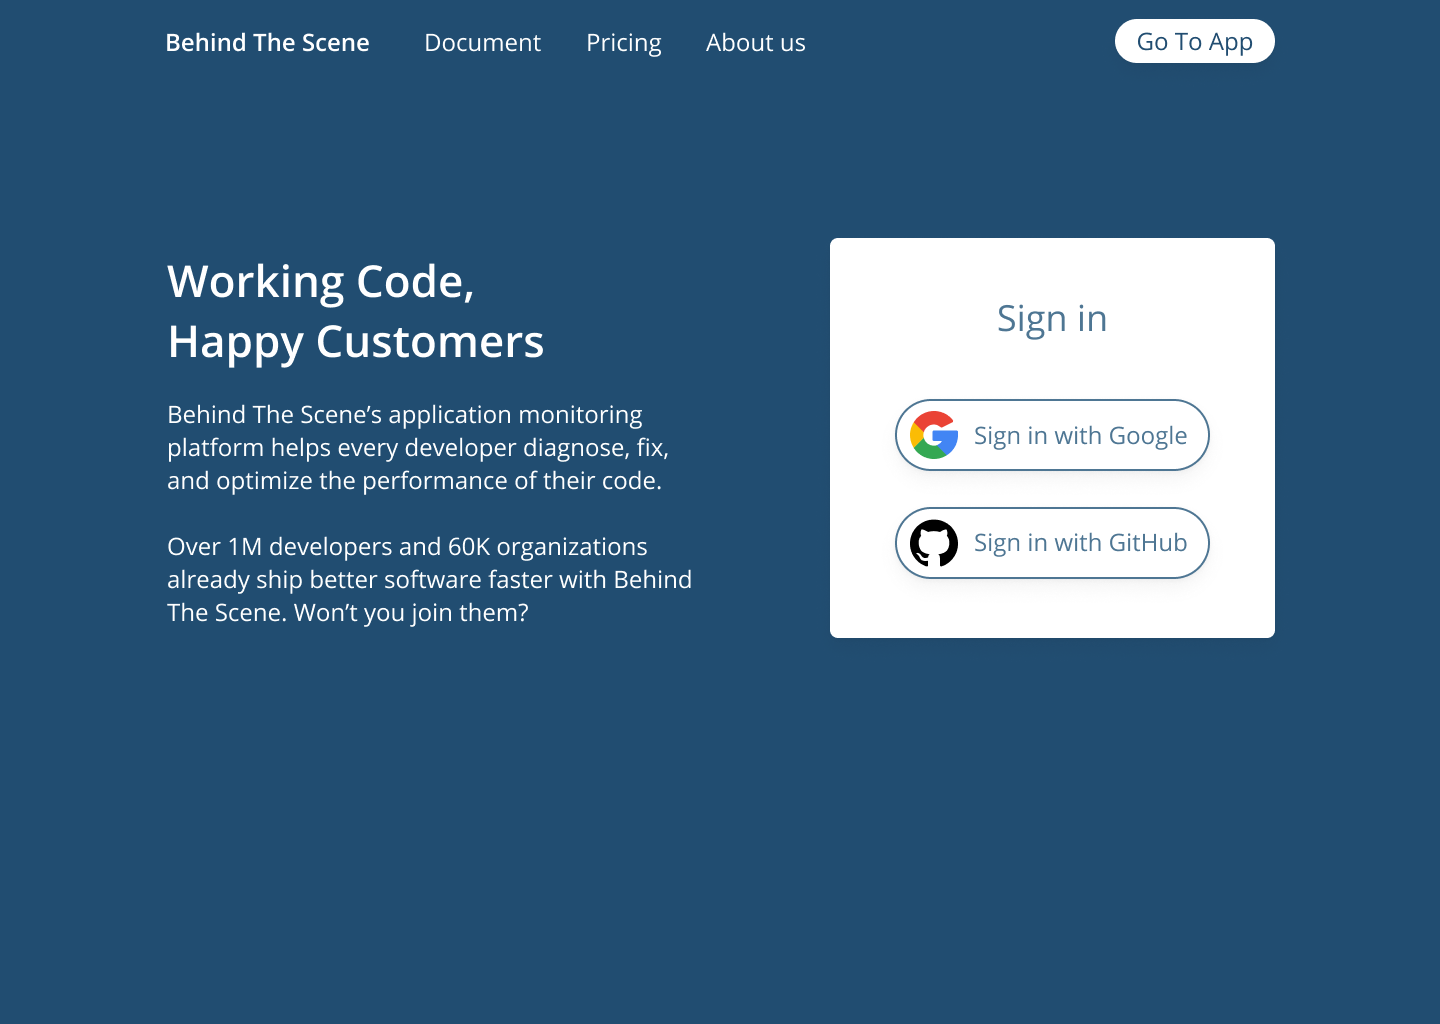 Behind The Scene
Document
Pricing
About us
Go To App
Working Code,
Happy Customers
Behind The Scene’s application monitoring
platform helps every developer diagnose, fix,
and optimize the performance of their code.
Over 1M developers and 60K organizations
already ship better software faster with Behind
The Scene. Won’t you join them?
Sign in
Sign in with Google
Sign in with GitHub